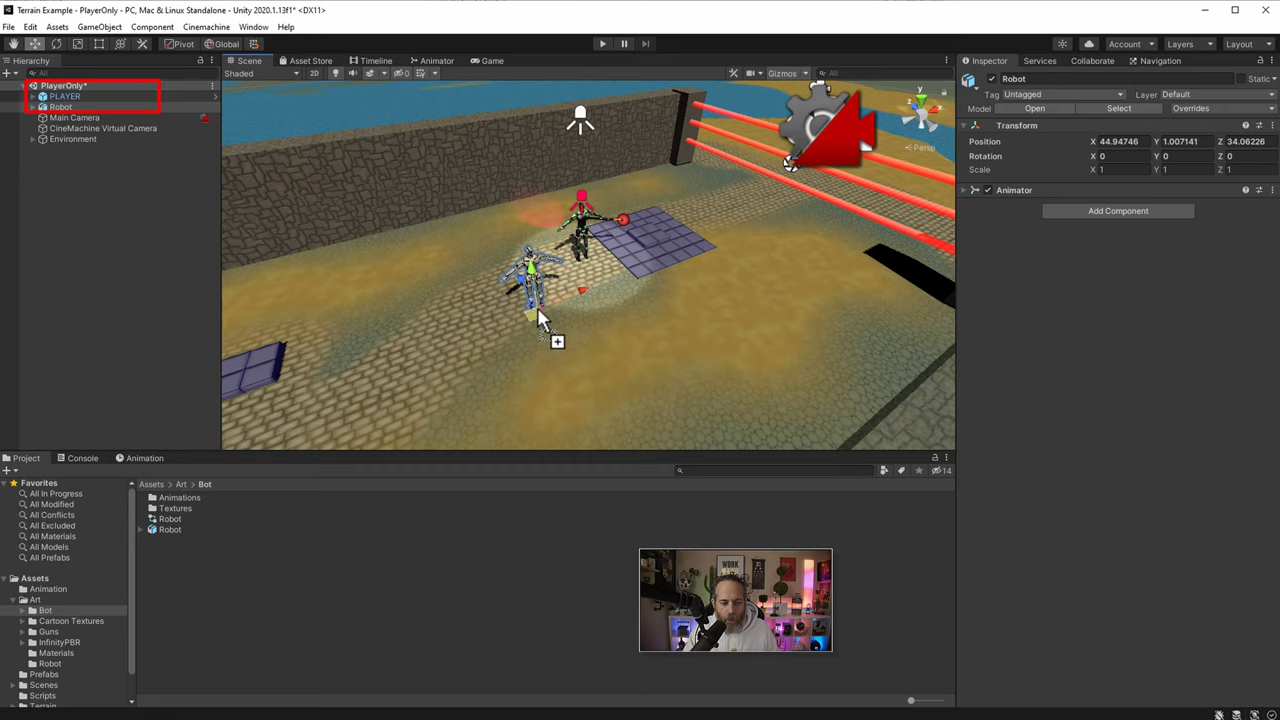 Terrain Example - PlayerOnly - PC, Mac & Linux Standalone - Unity 2020.1.13f1* <DX11>
File Edit Assets GameObject Component Cinemachine Window Help
Pivot Global Account Layers Layout
Hierarchy
All
PlayerOnly*
PLAYER
Robot
Main Camera
CineMachine Virtual Camera
Environment
Scene Asset Store Timeline Animator Game
Shaded 2D 0 Gizmos All
y
z x
Persp
WORK
Inspector Services Collaborate Navigation
Robot Static
Tag Untagged Layer Default
Model Open Select Overrides
Transform
Position X 44.94746 Y 1.007141 Z 34.06226
Rotation X 0 Y 0 Z 0
Scale X 1 Y 1 Z 1
Animator
Add Component
Project Console Animation
14
Favorites
All In Progress
All Modified
All Conflicts
All Excluded
All Materials
All Models
All Prefabs
Assets
Animation
Art
Bot
Cartoon Textures
Guns
InfinityPBR
Materials
Robot
Prefabs
Scenes
Scripts
Terrain
Assets > Art > Bot
Animations
Textures
Robot
Robot